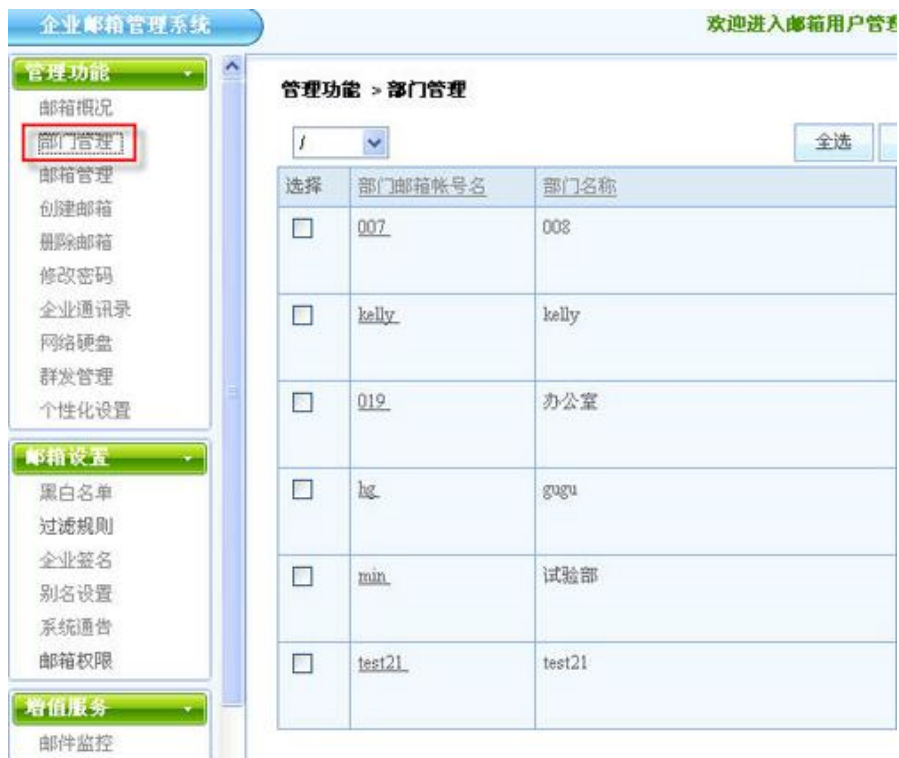 企业邮箱管理系统
欢迎进入邮箱用户管理
管理功能
邮箱概况
部门管理
邮箱管理
创建邮箱
删除邮箱
修改密码
企业通讯录
网络硬盘
群发管理
个性化设置
邮箱设置
黑白名单
过滤规则
企业签名
别名设置
系统通告
邮箱权限
增值服务
邮件监控
管理功能 > 部门管理
/
全选
选择 部门邮箱帐号名 部门名称
007 008
kelly kelly
019 办公室
hg gugu
min 试验部
test21 test21